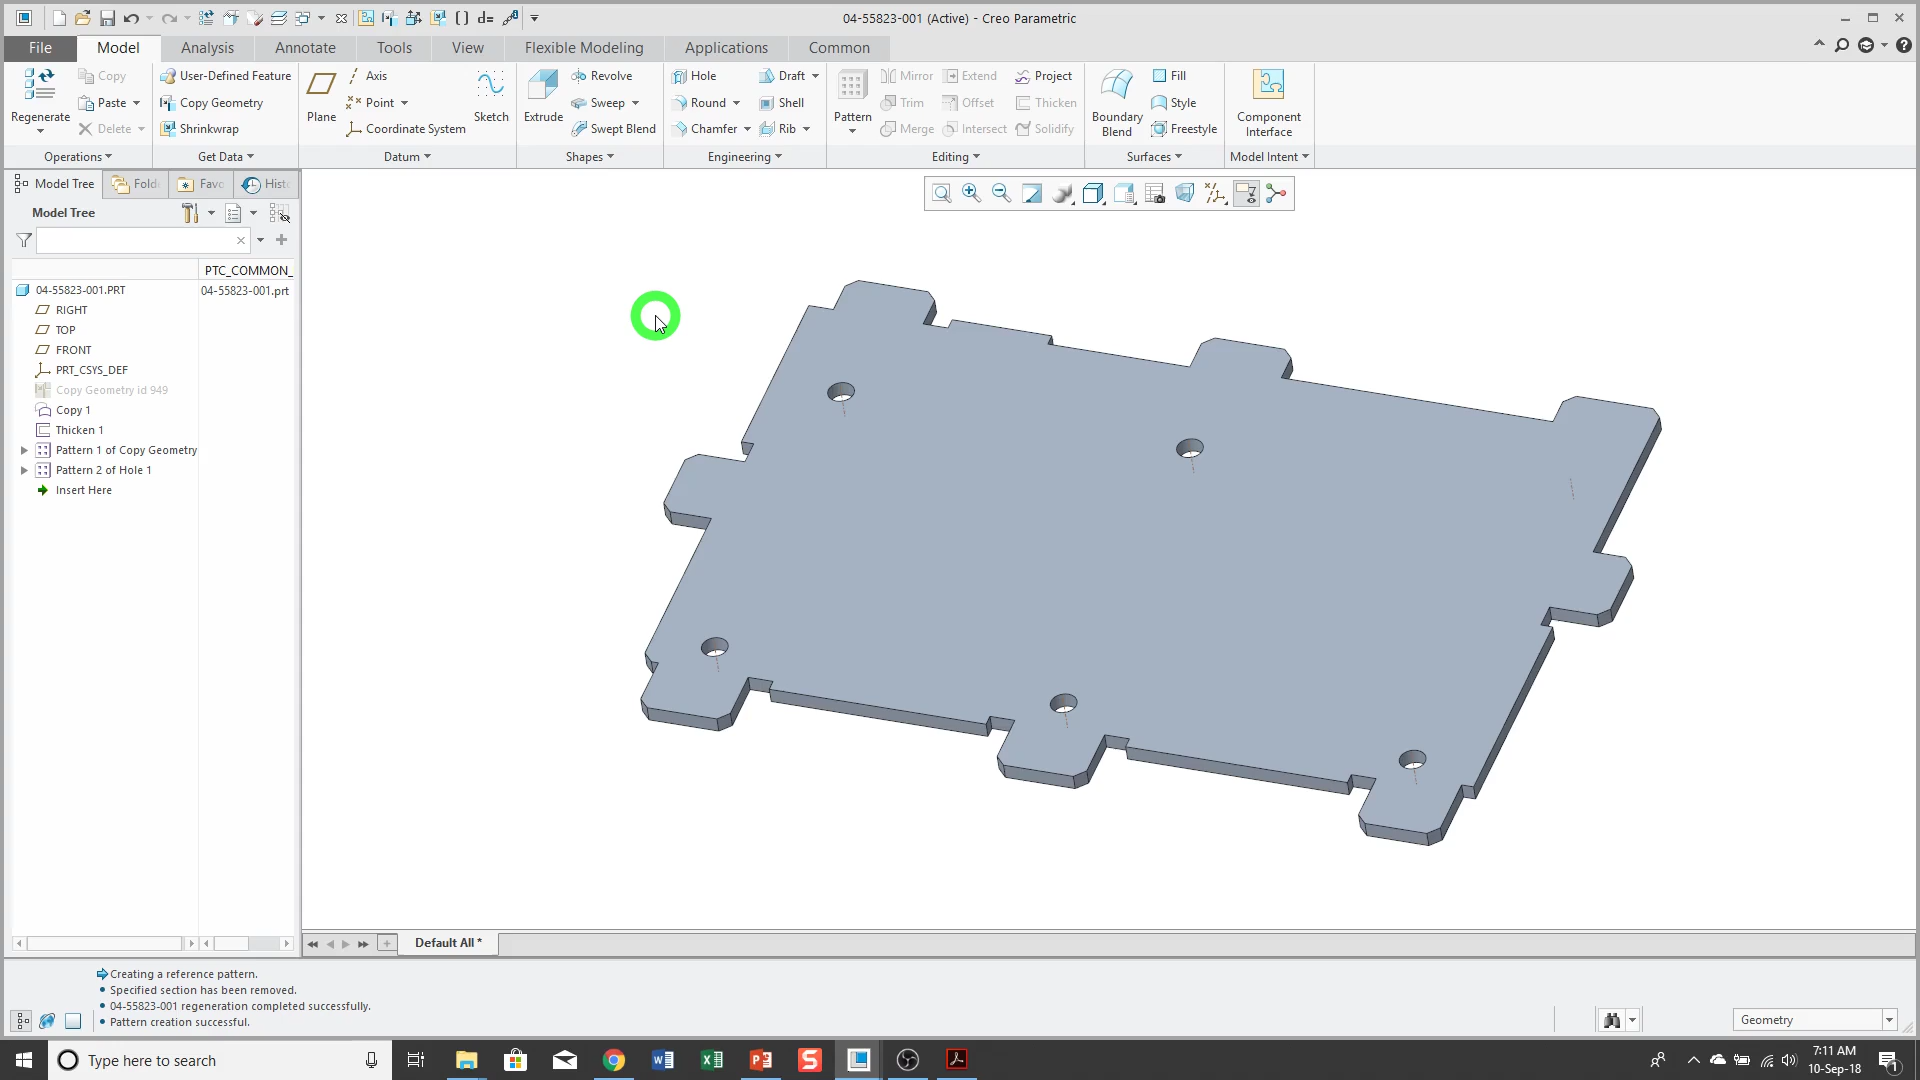 04-55823-001 (Active) - Creo Parametric
File Model Analysis Annotate Tools View Flexible Modeling Applications Common
Regenerate
Copy
Paste
Delete
Operations
User-Defined Feature
Copy Geometry
Shrinkwrap
Get Data
Plane
Axis
Point
Coordinate System
Sketch
Datum
Extrude
Revolve
Sweep
Swept Blend
Shapes
Hole
Round
Chamfer
Draft
Shell
Rib
Engineering
Pattern
Mirror
Trim
Merge
Extend
Offset
Intersect
Project
Thicken
Solidify
Editing
Boundary
Blend
Fill
Style
Freestyle
Surfaces
Component
Interface
Model Intent
Model Tree Fold Favo Histo
Model Tree
PTC_COMMON_
04-55823-001.PRT 04-55823-001.prt
RIGHT
TOP
FRONT
PRT_CSYS_DEF
Copy Geometry id 949
Copy 1
Thicken 1
Pattern 1 of Copy Geometry
Pattern 2 of Hole 1
Insert Here
Default All *
Creating a reference pattern.
• Specified section has been removed.
• 04-55823-001 regeneration completed successfully.
• Pattern creation successful.
Geometry
Type here to search
7:11 AM
10-Sep-18
1